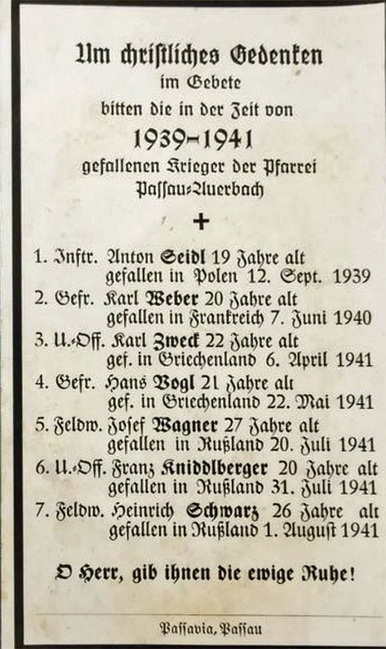 Um christliches Gedenken
im Gebete
bitten die in der Zeit von
1939-1941
gefallenen Krieger der Pfarrei
Passau-Auerbach
1. Inftr. Anton Seidl 19 Jahre alt
gefallen in Polen 12. Sept. 1939
2. Gefr. Karl Weber 20 Jahre alt
gefallen in Frankreich 7. Juni 1940
3. U.-Off. Karl Zweck 22 Jahre alt
gef. in Griechenland 6. April 1941
4. Gefr. Hans Vogl 21 Jahre alt
gef. in Griechenland 22. Mai 1941
5. Feldw. Josef Wagner 27 Jahre alt
gefallen in Rußland 20. Juli 1941
6. U.-Off. Franz Kniddlberger 20 Jahre alt
gefallen in Rußland 31. Juli 1941
7. Feldw. Heinrich Schwarz 26 Jahre alt
gefallen in Rußland 1. August 1941
O Herr, gib ihnen die ewige Ruhe!
Passavia, Passau